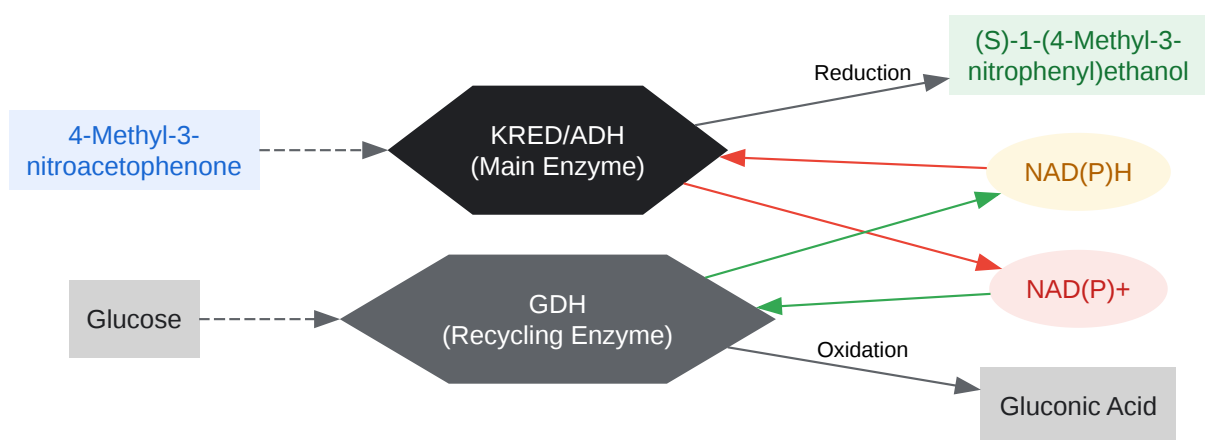 4-Methyl-3-
nitroacetophenone
KRED/ADH
(Main Enzyme)
Reduction
(S)-1-(4-Methyl-3-
nitrophenyl)ethanol
NAD(P)H
Glucose
GDH
(Recycling Enzyme)
NAD(P)+
Oxidation
Gluconic Acid